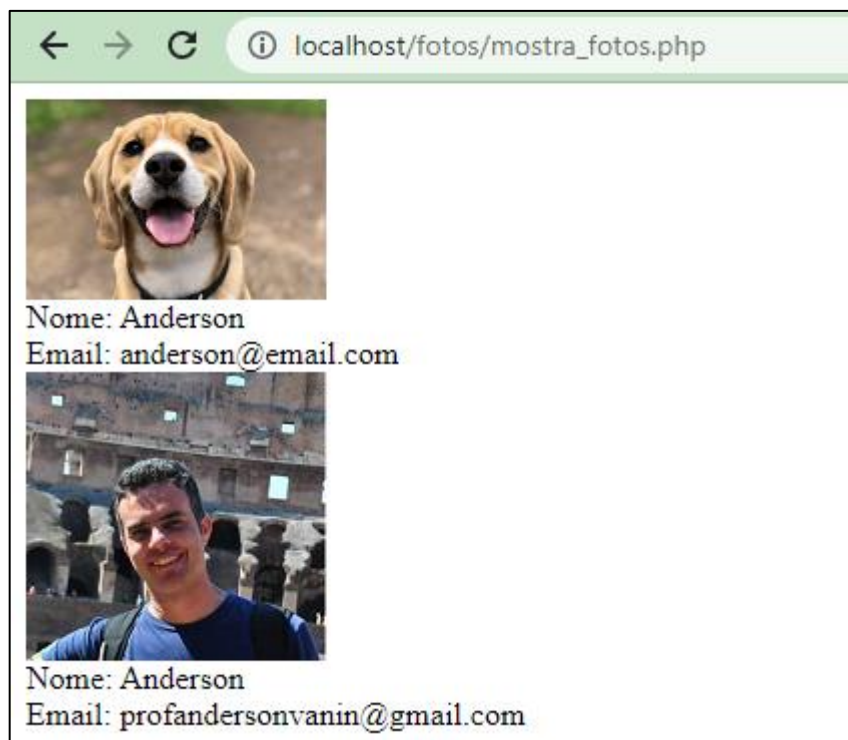 localhost/fotos/mostra_fotos.php
Nome: Anderson
Email: anderson@email.com
Nome: Anderson
Email: profandersonvanin@gmail.com